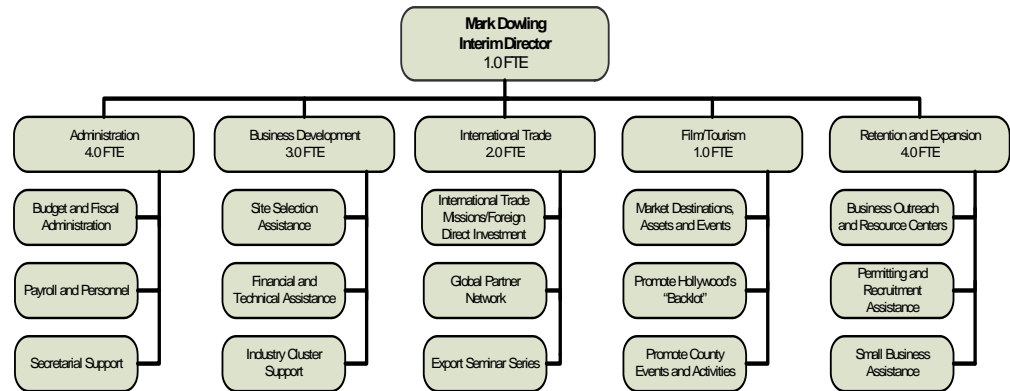 Mark Dowling
Interim Director
1.0 FTE
Administration
4.0 FTE
Business Development
3.0 FTE
International Trade
2.0 FTE
Film/Tourism
1.0 FTE
Retention and Expansion
4.0 FTE
Budget and Fiscal
Administration
Site Selection
Assistance
International Trade
Missions/Foreign
Direct Investment
Market Destinations,
Assets and Events
Business Outreach
and Resource Centers
Payroll and Personnel
Financial and
Technical Assistance
Global Partner
Network
Promote Hollywood's
“Backlot”
Permitting and
Recruitment
Assistance
Secretarial Support
Industry Cluster
Support
Export Seminar Series
Promote County
Events and Activities
Small Business
Assistance